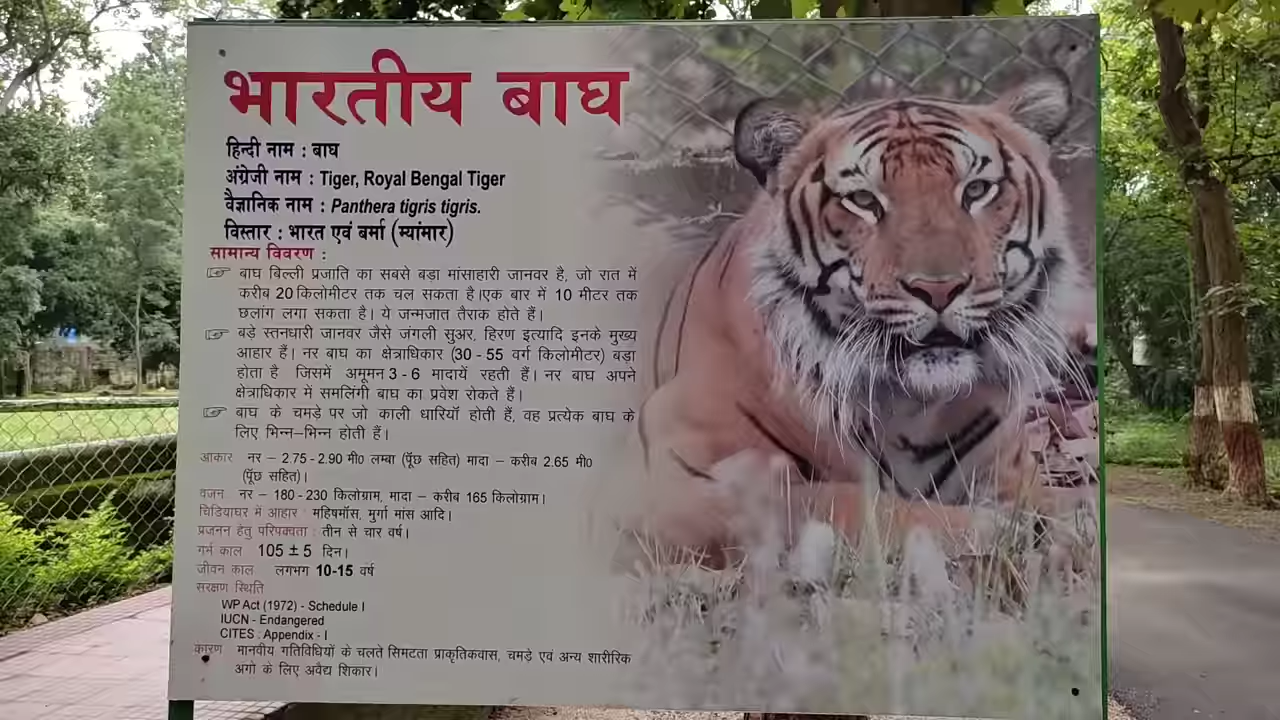 भारतीय बाघ
हिन्दी नाम : बाघ
अंग्रेजी नाम : Tiger, Royal Bengal Tiger
वैज्ञानिक नाम : Panthera tigris tigris.
विस्तार : भारत एवं बर्मा (म्यांमार)
सामान्य विवरण :
☞ बाघ बिल्ली प्रजाति का सबसे बड़ा मांसाहारी जानवर है, जो रात में
करीब 20 किलोमीटर तक चल सकता है।एक बार में 10 मीटर तक
छलांग लगा सकता है। ये जन्मजात तैराक होते हैं।
☞ बड़े स्तनधारी जानवर जैसे जंगली सुअर, हिरण इत्यादि इनके मुख्य
आहार हैं। नर बाघ का क्षेत्राधिकार (30 - 55 वर्ग किलोमीटर) बड़ा
होता है जिसमें अमूमन 3 - 6 मादायें रहती हैं। नर बाघ अपने
क्षेत्राधिकार में समलिंगी बाघ का प्रवेश रोकते हैं।
☞ बाघ के चमड़े पर जो काली धारियाँ होती हैं, वह प्रत्येक बाघ के
लिए भिन्न–भिन्न होती हैं।
आकार नर – 2.75 - 2.90 मी0 लम्बा (पूँछ सहित) मादा – करीब 2.65 मी0
(पूँछ सहित)।
वजन नर – 180 - 230 किलोग्राम, मादा – करीब 165 किलोग्राम।
चिड़ियाघर में आहार : महिषमाँस, मुर्गा मांस आदि।
प्रजनन हेतु परिपक्वता : तीन से चार वर्ष।
गर्भ काल 105 ± 5 दिन।
जीवन काल लगभग 10-15 वर्ष
सरक्षण स्थिति
WP Act (1972) - Schedule I
IUCN - Endangered
CITES : Appendix - I
कारण मानवीय गतिविधियों के चलते सिमटता प्राकृतिकवास, चमड़े एवं अन्य शारीरिक
अंगो के लिए अवैद्य शिकार।